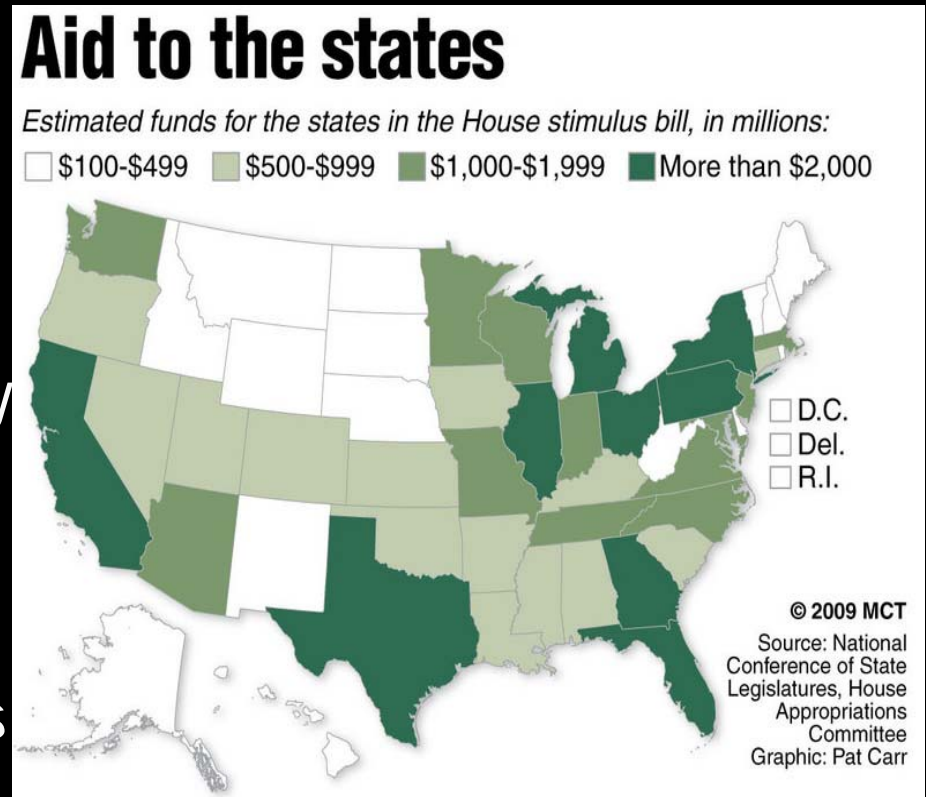 Aid to the states
Estimated funds for the states in the House stimulus bill, in millions:
$100-$499 $500-$999 $1,000-$1,999 More than $2,000
D.C.
Del.
R.I.
© 2009 MCT
Source: National
Conference of State
Legislatures, House
Appropriations
Committee
Graphic: Pat Carr